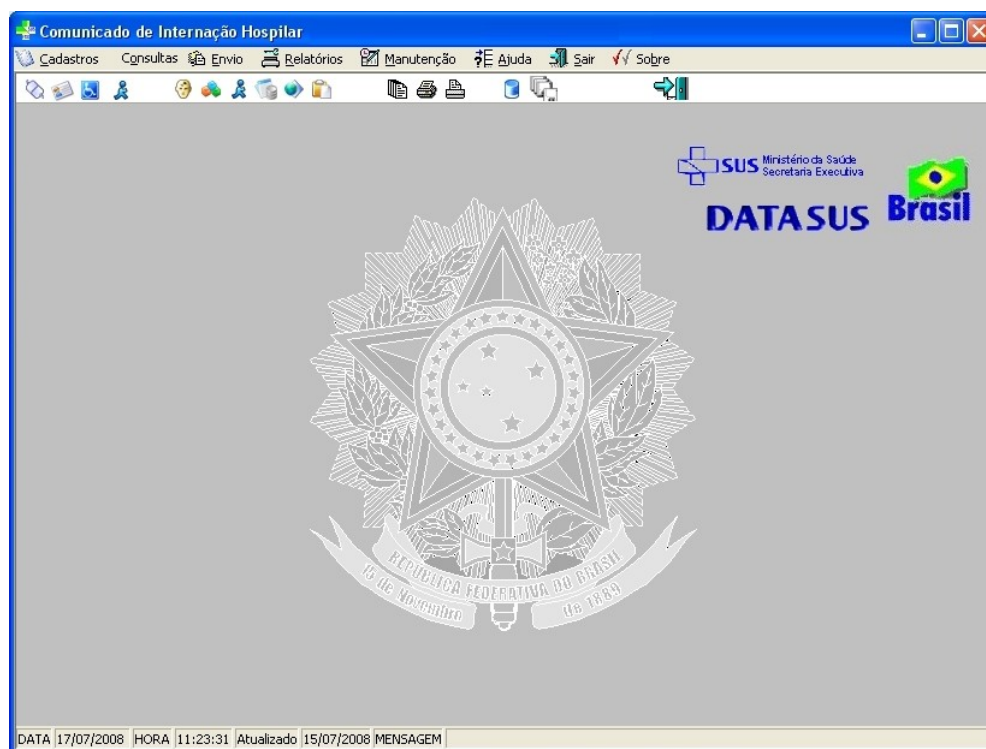 Comunicado de Internação Hospilar
Cadastros Consultas Envio Relatórios Manutenção Ajuda Sair Sobre
SUS Ministério da Saúde
Secretaria Executiva
DATASUS Brasil
REPÚBLICA FEDERATIVA DO BRASIL
15 de Novembro de 1889
DATA 17/07/2008 HORA 11:23:31 Atualizado 15/07/2008 MENSAGEM